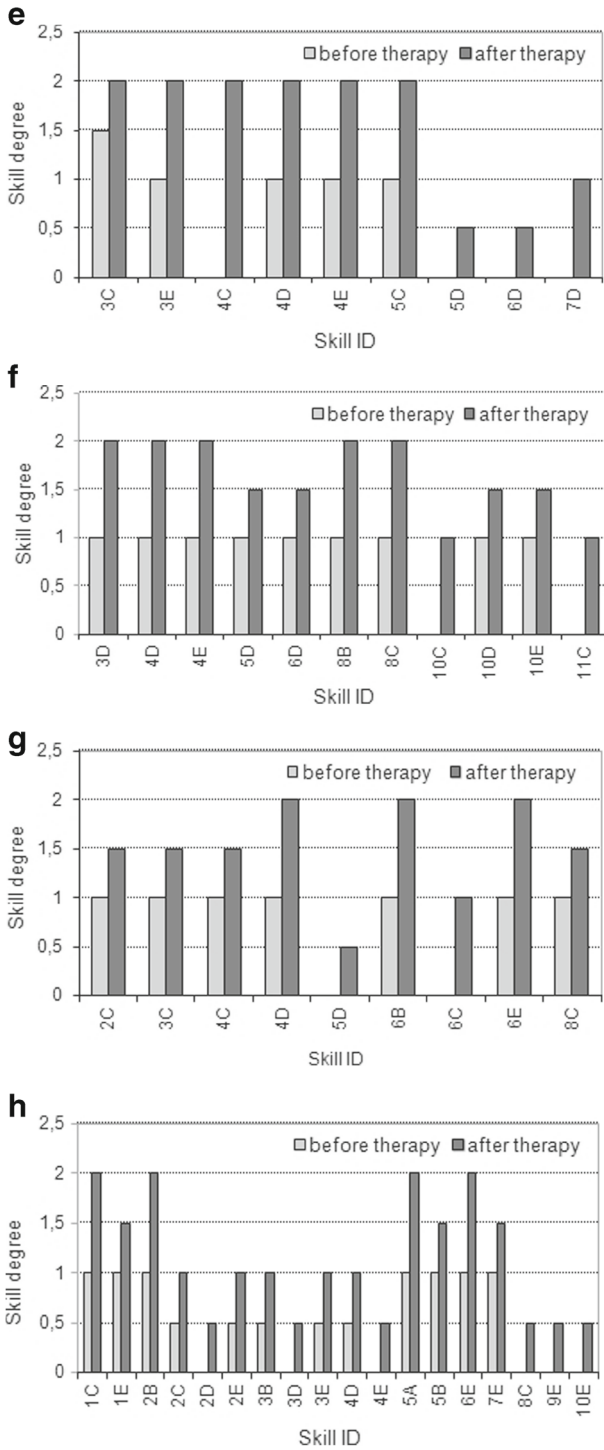 e
2,5
before therapy after therapy
2
1,5
1
0,5
0
Skill degree
3C 3E 4C 4D 4E 5C 5D 6D 7D
Skill ID
f
2,5
before therapy after therapy
2
1,5
1
0,5
0
Skill degree
3D 4D 4E 5D 6D 8B 8C 10C 10D 10E 11C
Skill ID
g
2,5
before therapy after therapy
2
1,5
1
0,5
0
Skill degree
2C 3C 4C 4D 5D 6B 6C 6E 8C
Skill ID
h
2,5
before therapy after therapy
2
1,5
1
0,5
0
Skill degree
1C 1E 2B 2C 2D 2E 3B 3D 3E 4D 4E 5A 5B 6E 7E 8C 9E 10E
Skill ID